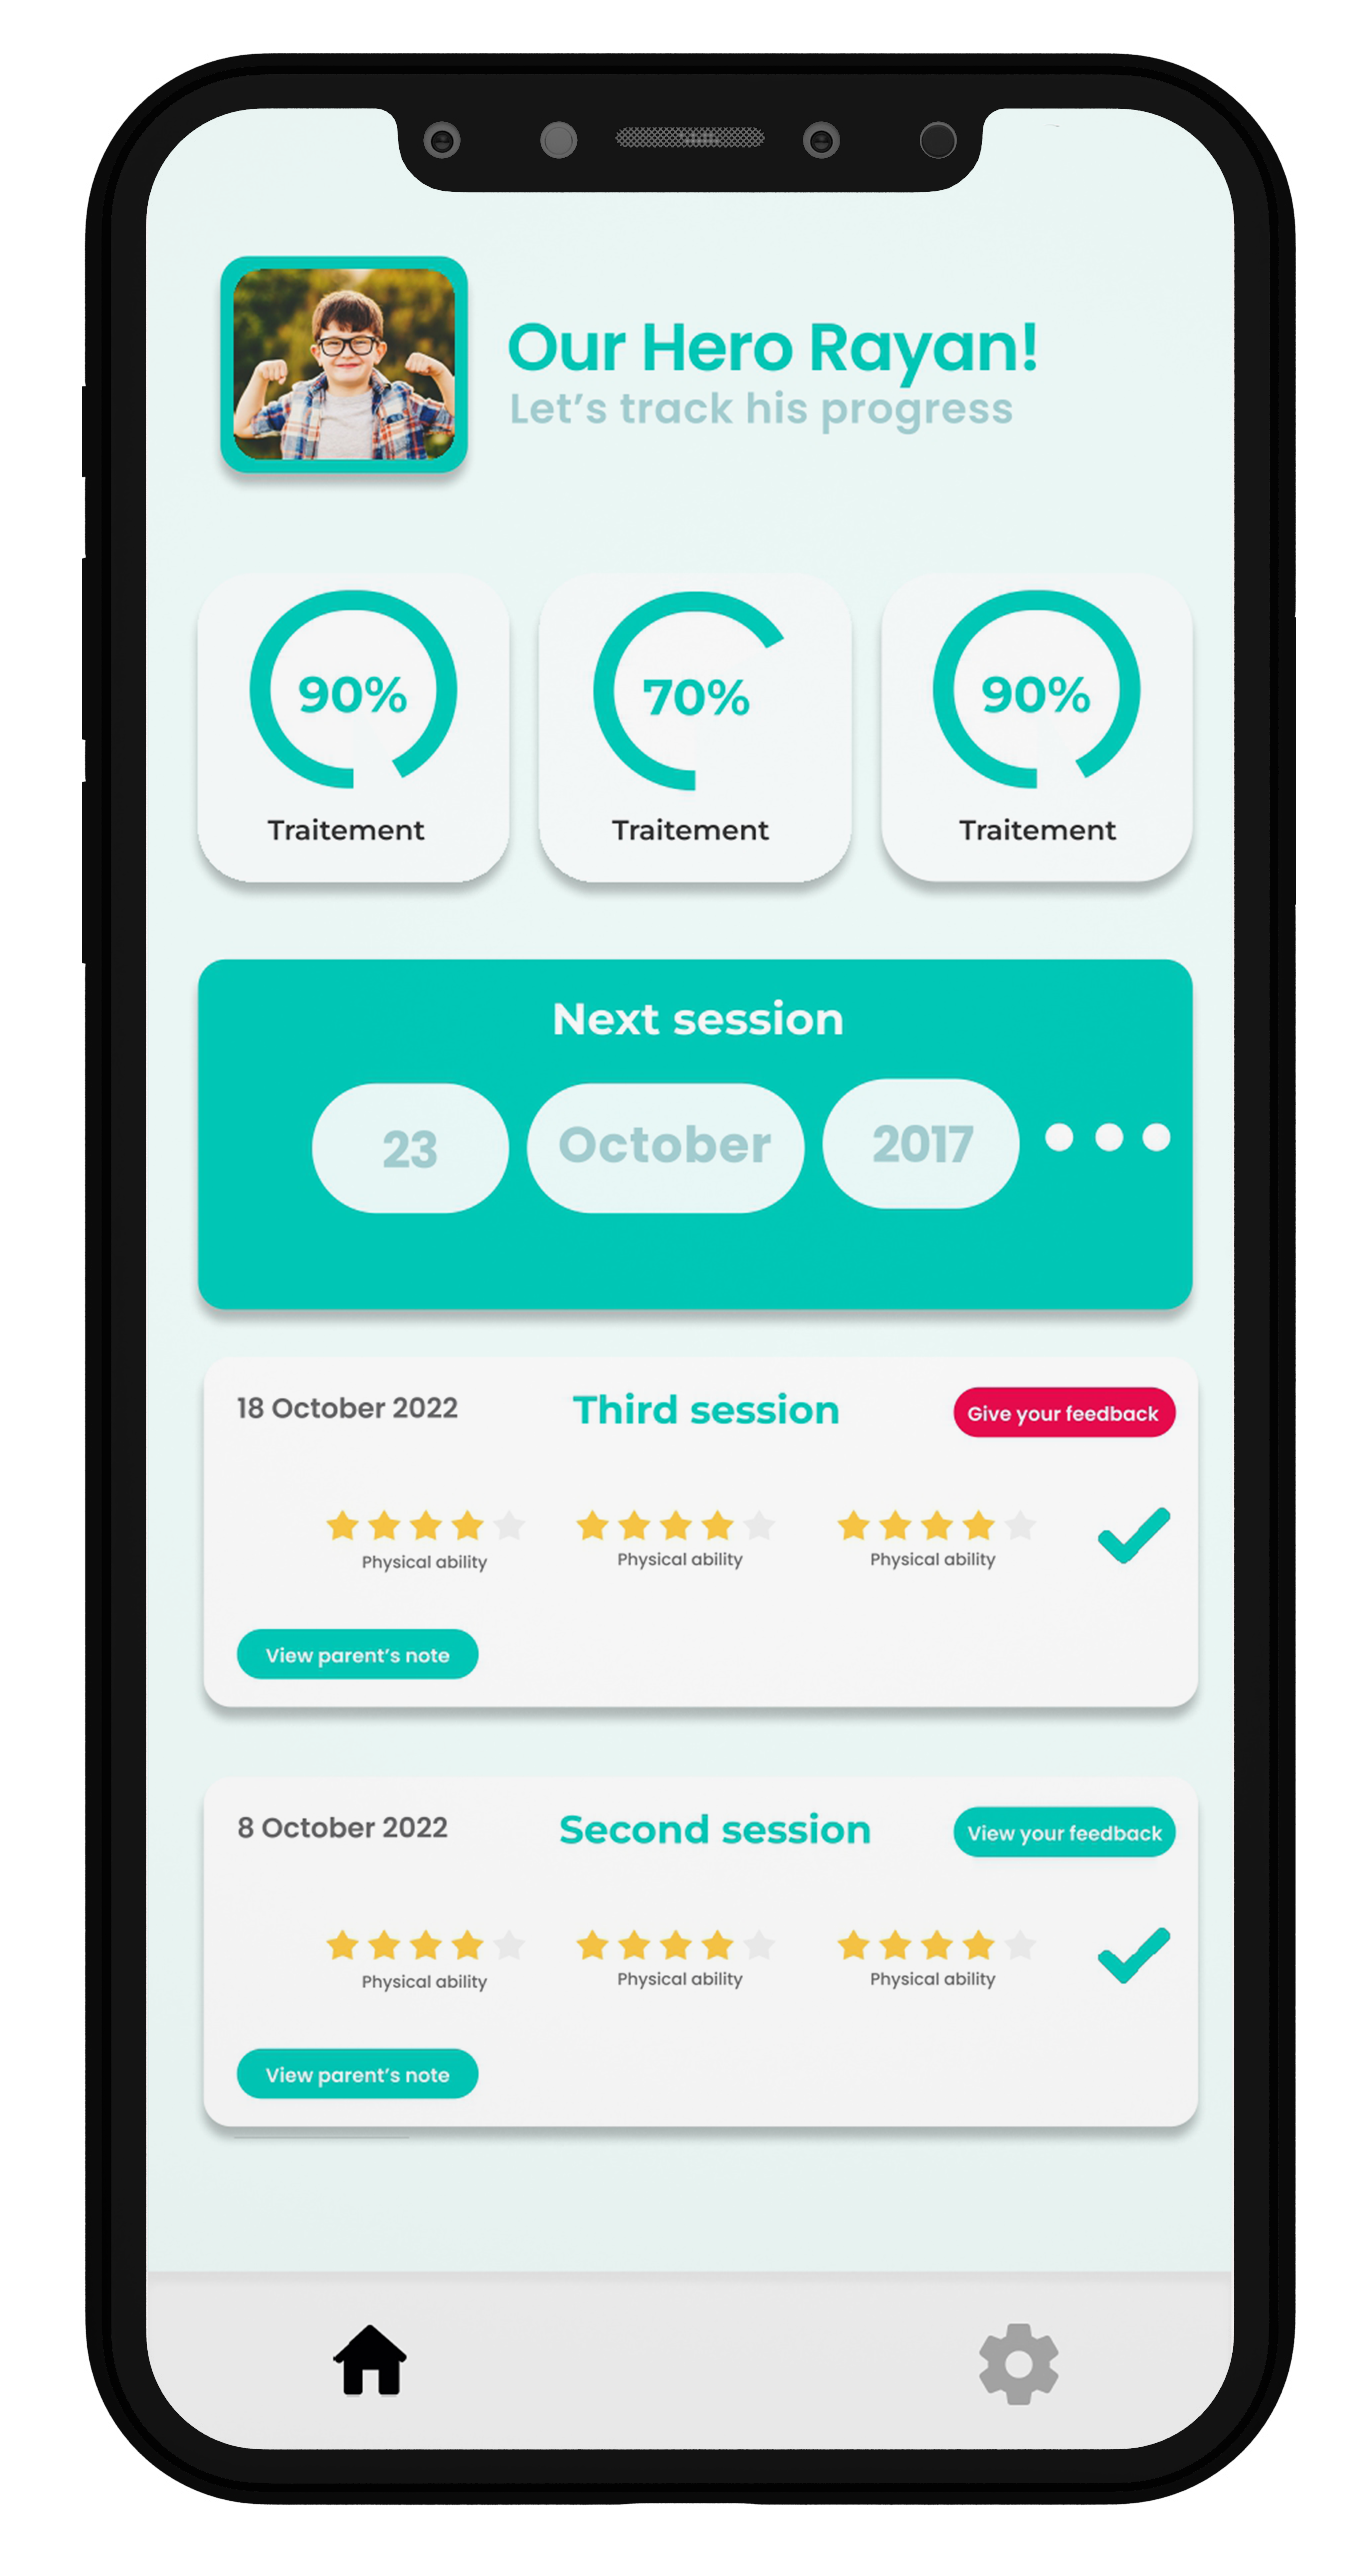 Our Hero Rayan!
Let's track his progress
90%
70%
90%
Traitement
Traitement
Traitement
Next session
23
October
2017
18 October 2022
Third session
Give your feedback
Physical ability
Physical ability
Physical ability
View parent's note
8 October 2022
Second session
View your feedback
Physical ability
Physical ability
Physical ability
View parent's note